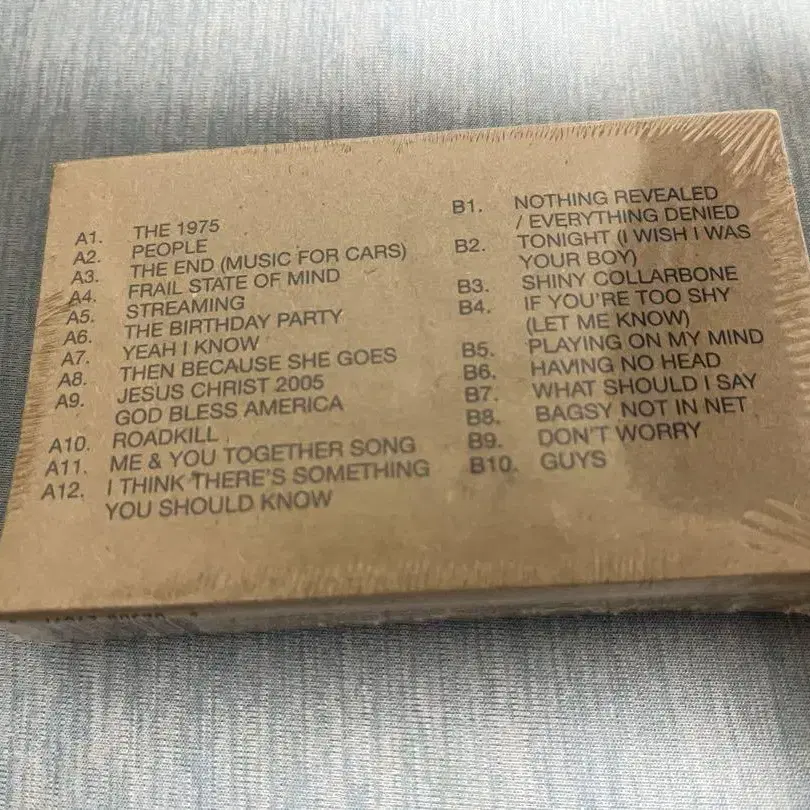 A1. THE 1975
A2. PEOPLE
A3. THE END (MUSIC FOR CARS)
A4. FRAIL STATE OF MIND
A5. STREAMING
A6. THE BIRTHDAY PARTY
A7. YEAH I KNOW
A8. THEN BECAUSE SHE GOES
A9. JESUS CHRIST 2005
GOD BLESS AMERICA
A10. ROADKILL
A11. ME & YOU TOGETHER SONG
A12. I THINK THERE'S SOMETHING
YOU SHOULD KNOW
B1. NOTHING REVEALED
/ EVERYTHING DENIED
B2. TONIGHT (I WISH I WAS
YOUR BOY)
B3. SHINY COLLARBONE
B4. IF YOU'RE TOO SHY
(LET ME KNOW)
B5. PLAYING ON MY MIND
B6. HAVING NO HEAD
B7. WHAT SHOULD I SAY
B8. BAGSY NOT IN NET
B9. DON'T WORRY
B10. GUYS